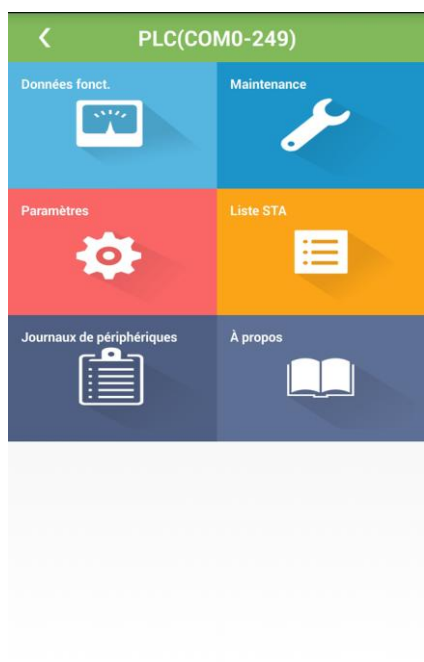 PLC(COM0-249)
Données fonct.
Maintenance
Paramètres
Liste STA
Journaux de périphériques
À propos